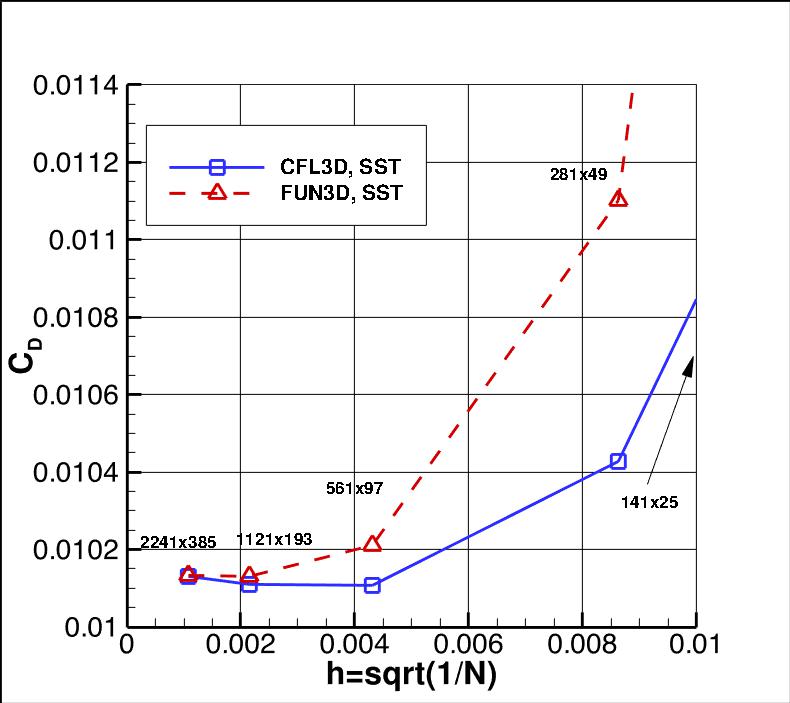 0.0114
0.0112
0.011
0.0108
0.0106
0.0104
0.0102
0.01
C_D
CFL3D, SST
FUN3D, SST
281x49
561x97
141x25
2241x385
1121x193
0 0.002 0.004 0.006 0.008 0.01
h=sqrt(1/N)